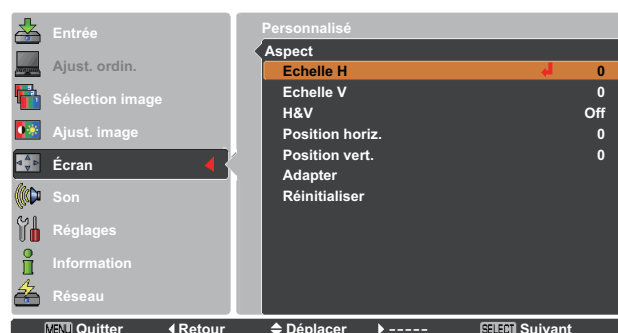 Entrée
Ajust. ordin.
Sélection image
Ajust. image
Écran
Son
Réglages
Information
Réseau
Personnalisé
Aspect
Echelle H 0
Echelle V 0
H&V Off
Position horiz. 0
Position vert. 0
Adapter
Réinitialiser
MENU Quitter Retour Déplacer ----- SELECT Suivant